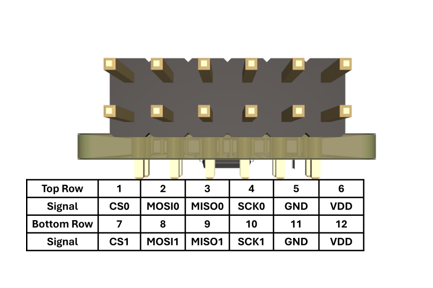 Top Row 1 2 3 4 5 6
Signal CS0 MOSI0 MISO0 SCK0 GND VDD
Bottom Row 7 8 9 10 11 12
Signal CS1 MOSI1 MISO1 SCK1 GND VDD